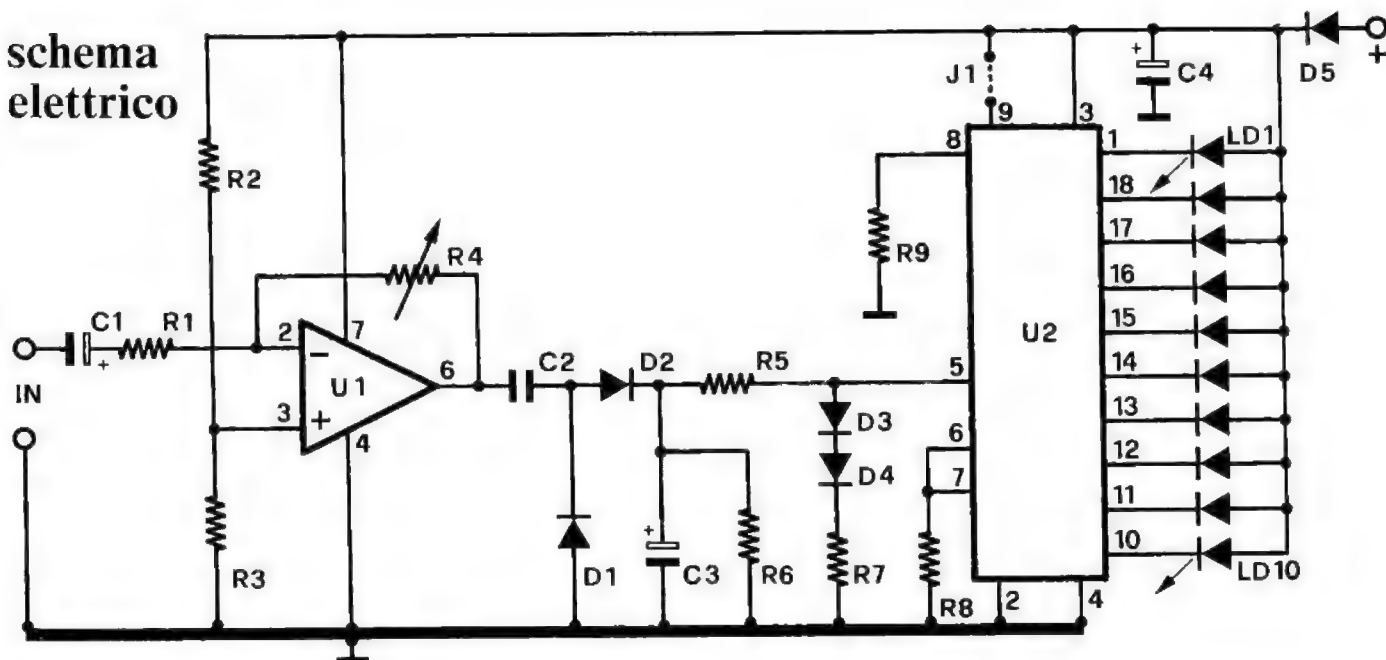 schema
elettrico
R2
R3
IN
C1
+
R1
2
−
3
+
U1
7
4
6
R4
C2
D1
D2
+
C3
R6
R5
D3
D4
R7
R8
R9
J1
9
3
8
5
6
7
U2
2
4
+
C4
D5
+
1
LD1
18
17
16
15
14
13
12
11
10
LD10